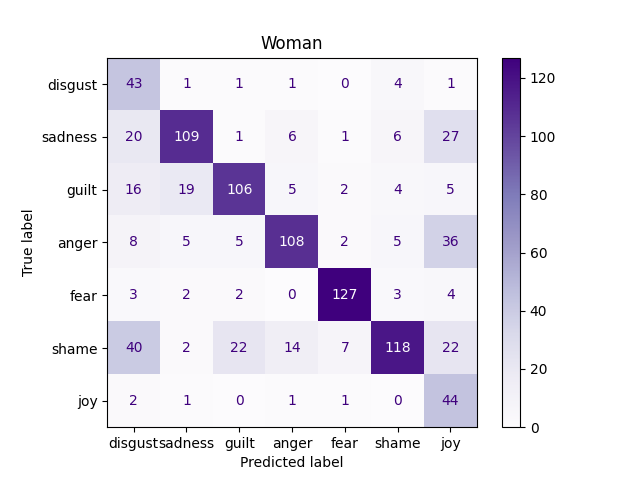 Woman
disgust 43 1 1 1 0 4 1
sadness 20 109 1 6 1 6 27
guilt 16 19 106 5 2 4 5
anger 8 5 5 108 2 5 36
fear 3 2 2 0 127 3 4
shame 40 2 22 14 7 118 22
joy 2 1 0 1 1 0 44
disgust sadness guilt anger fear shame joy
Predicted label
True label
120
100
80
60
40
20
0